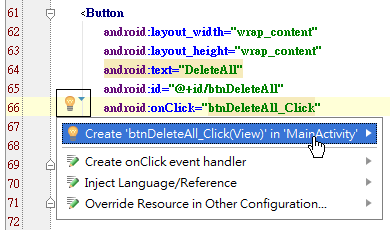 61 <Button
62 android:layout_width="wrap_content"
63 android:layout_height="wrap_content"
64 android:text="DeleteAll"
65 android:id="@+id/btnDeleteAll"
66 android:onClick="btnDeleteAll_Click"
67 Create 'btnDeleteAll_Click(View)' in 'MainActivity'
68
69 Create onClick event handler
70 Inject Language/Reference
71 Override Resource in Other Configuration...
72